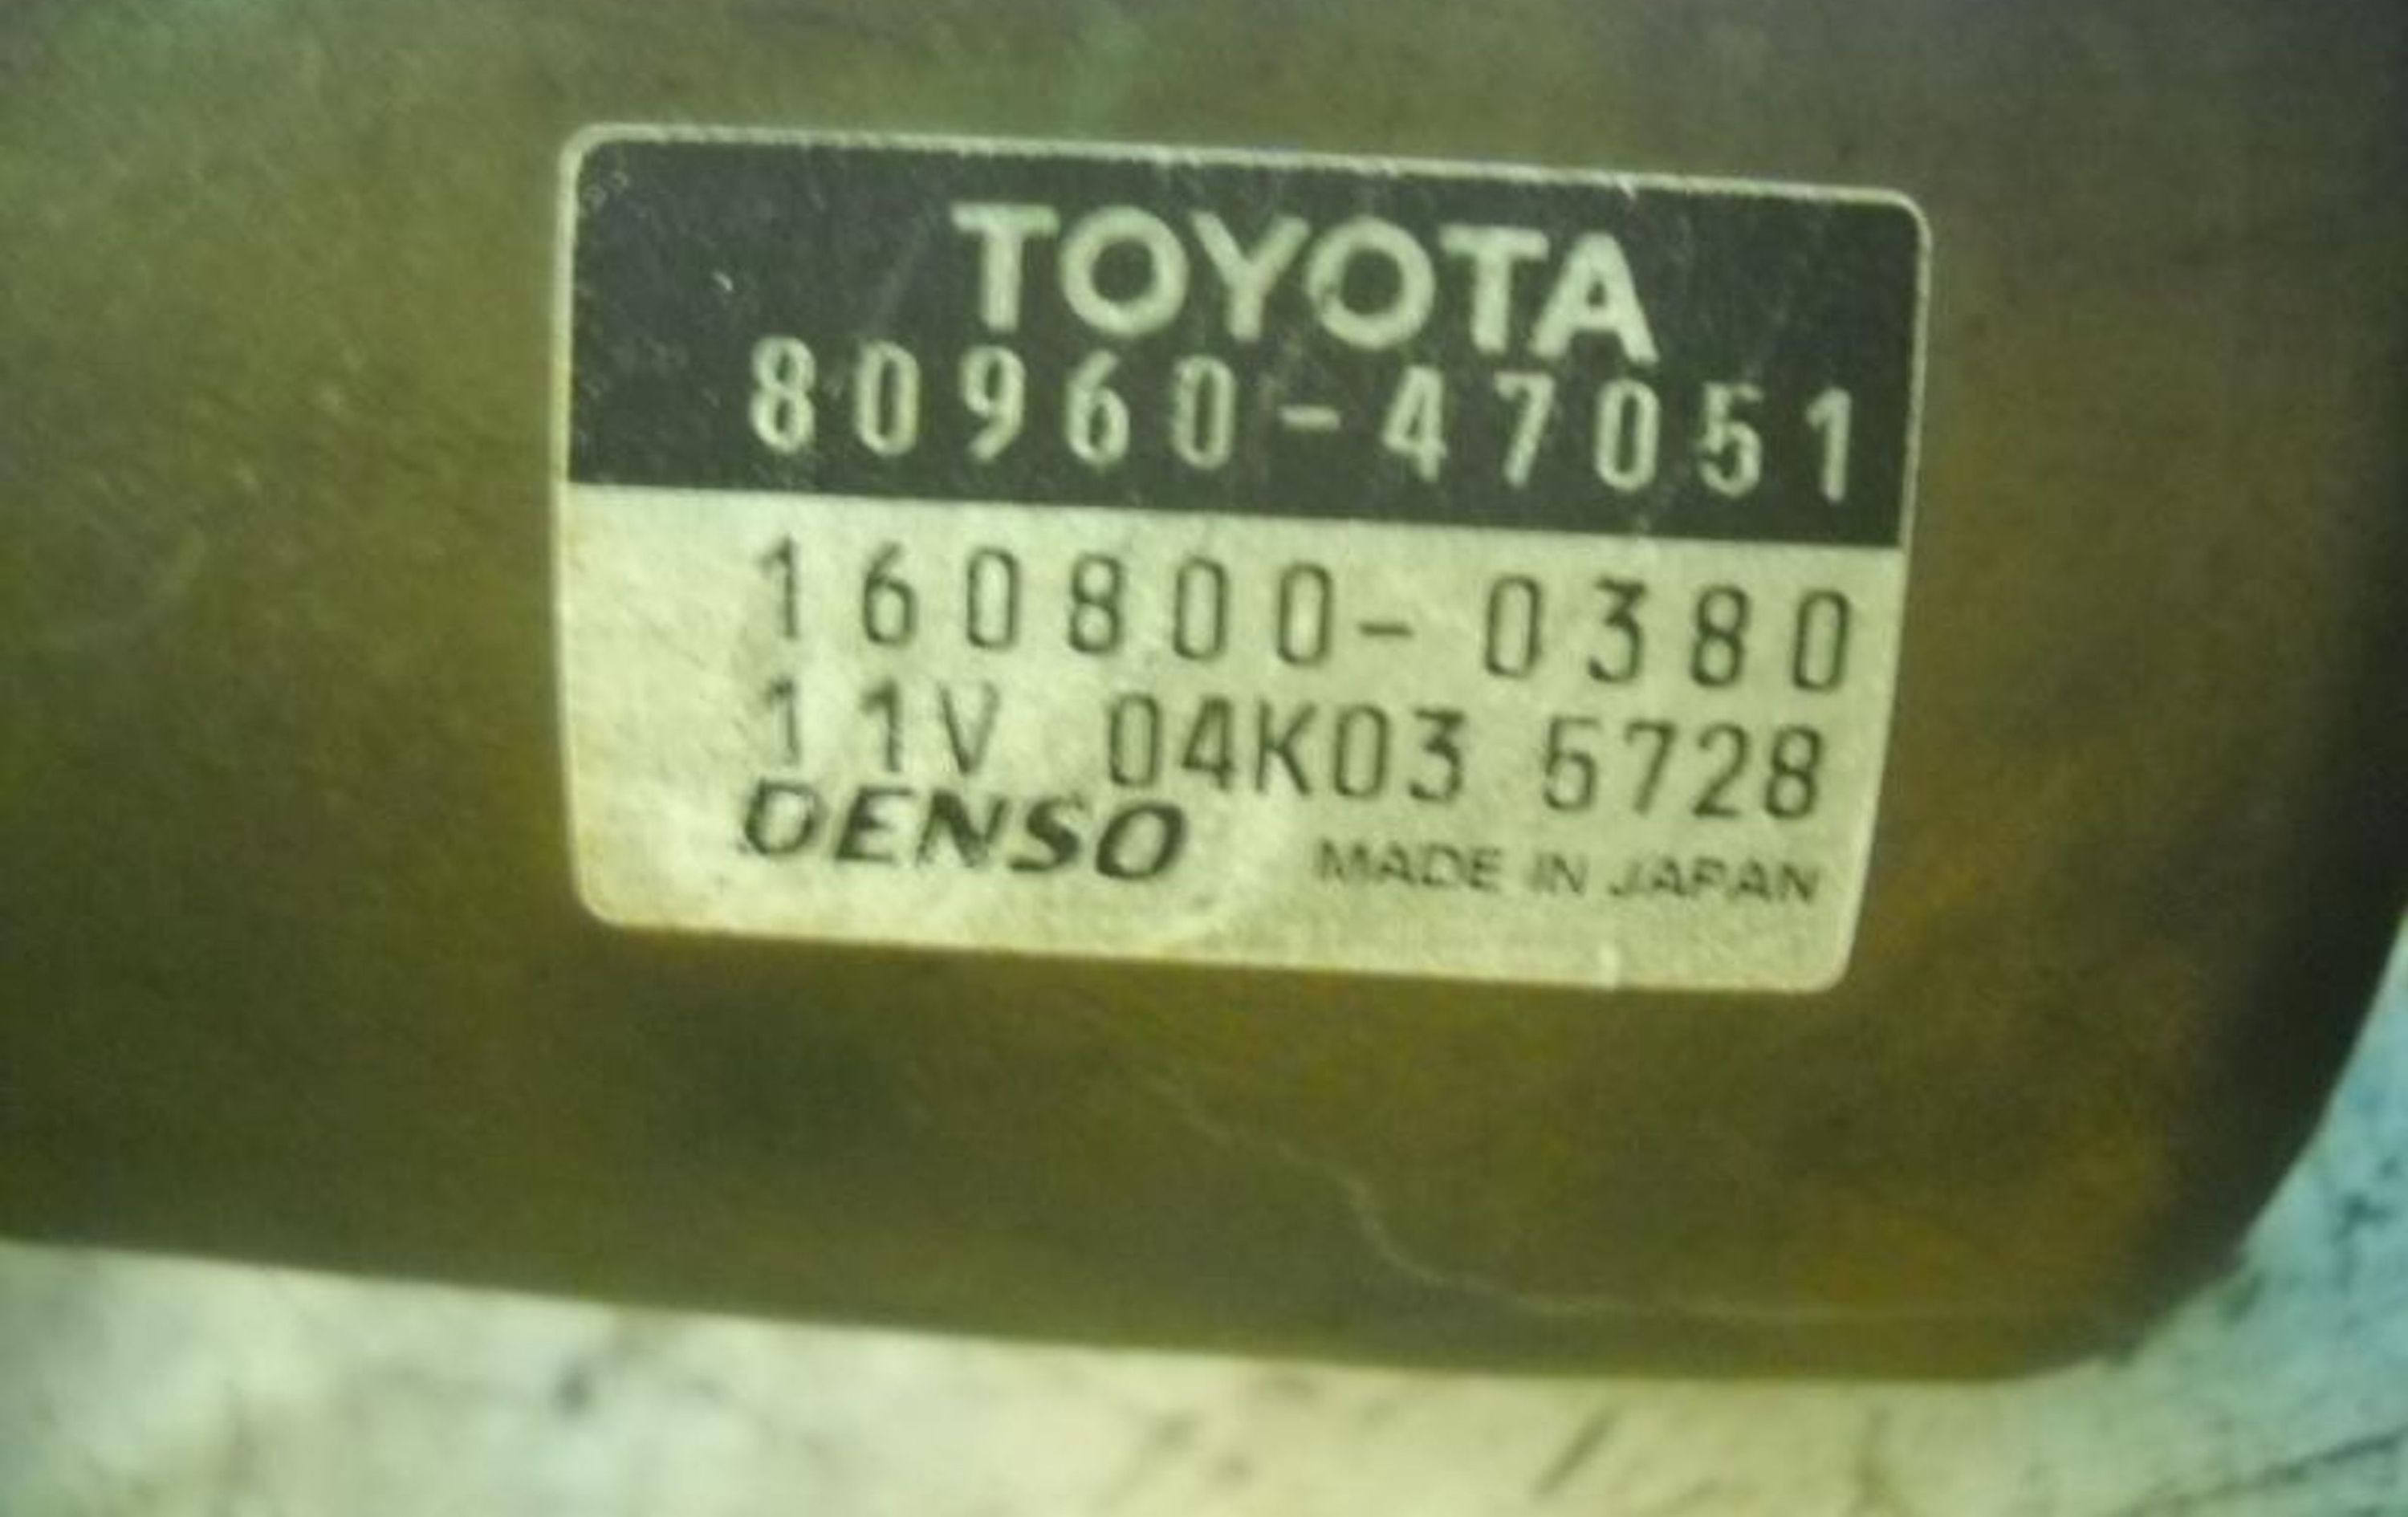 TOYOTA
80960-47051
160800-0380
11V 04K03 5728
DENSO MADE IN JAPAN